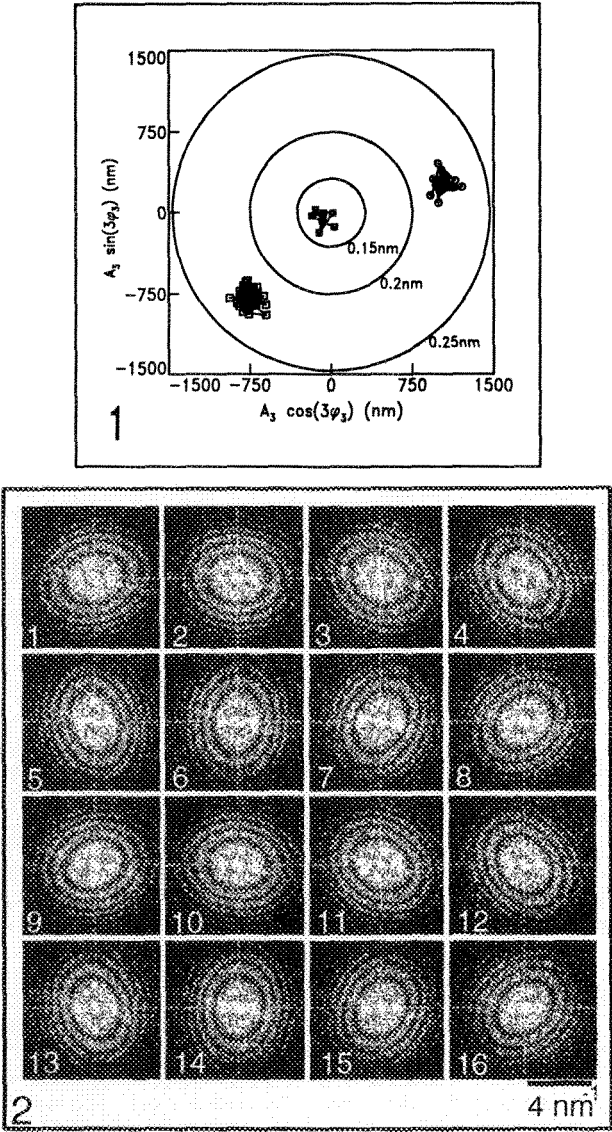 1500
750
0
-750
-1500
A₃ sin(3φ₃) (nm)
0.15nm
0.2nm
0.25nm
-1500 -750 0 750 1500
A₃ cos(3φ₃) (nm)
1
1 2 3 4
5 6 7 8
9 10 11 12
13 14 15 16
4 nm⁻¹
2